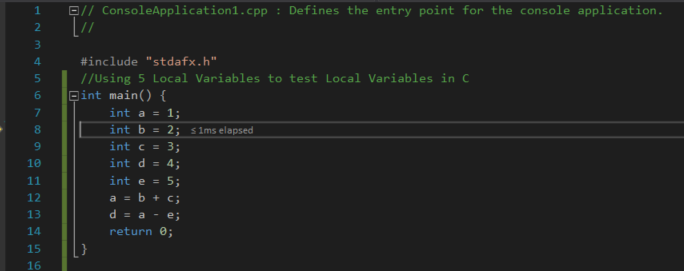 1 // ConsoleApplication1.cpp : Defines the entry point for the console application.
2 //
3
4 #include "stdafx.h"
5 //Using 5 Local Variables to test Local Variables in C
6 int main() {
7 int a = 1;
8 int b = 2; ≤ 1ms elapsed
9 int c = 3;
10 int d = 4;
11 int e = 5;
12 a = b + c;
13 d = a - e;
14 return 0;
15 }
16